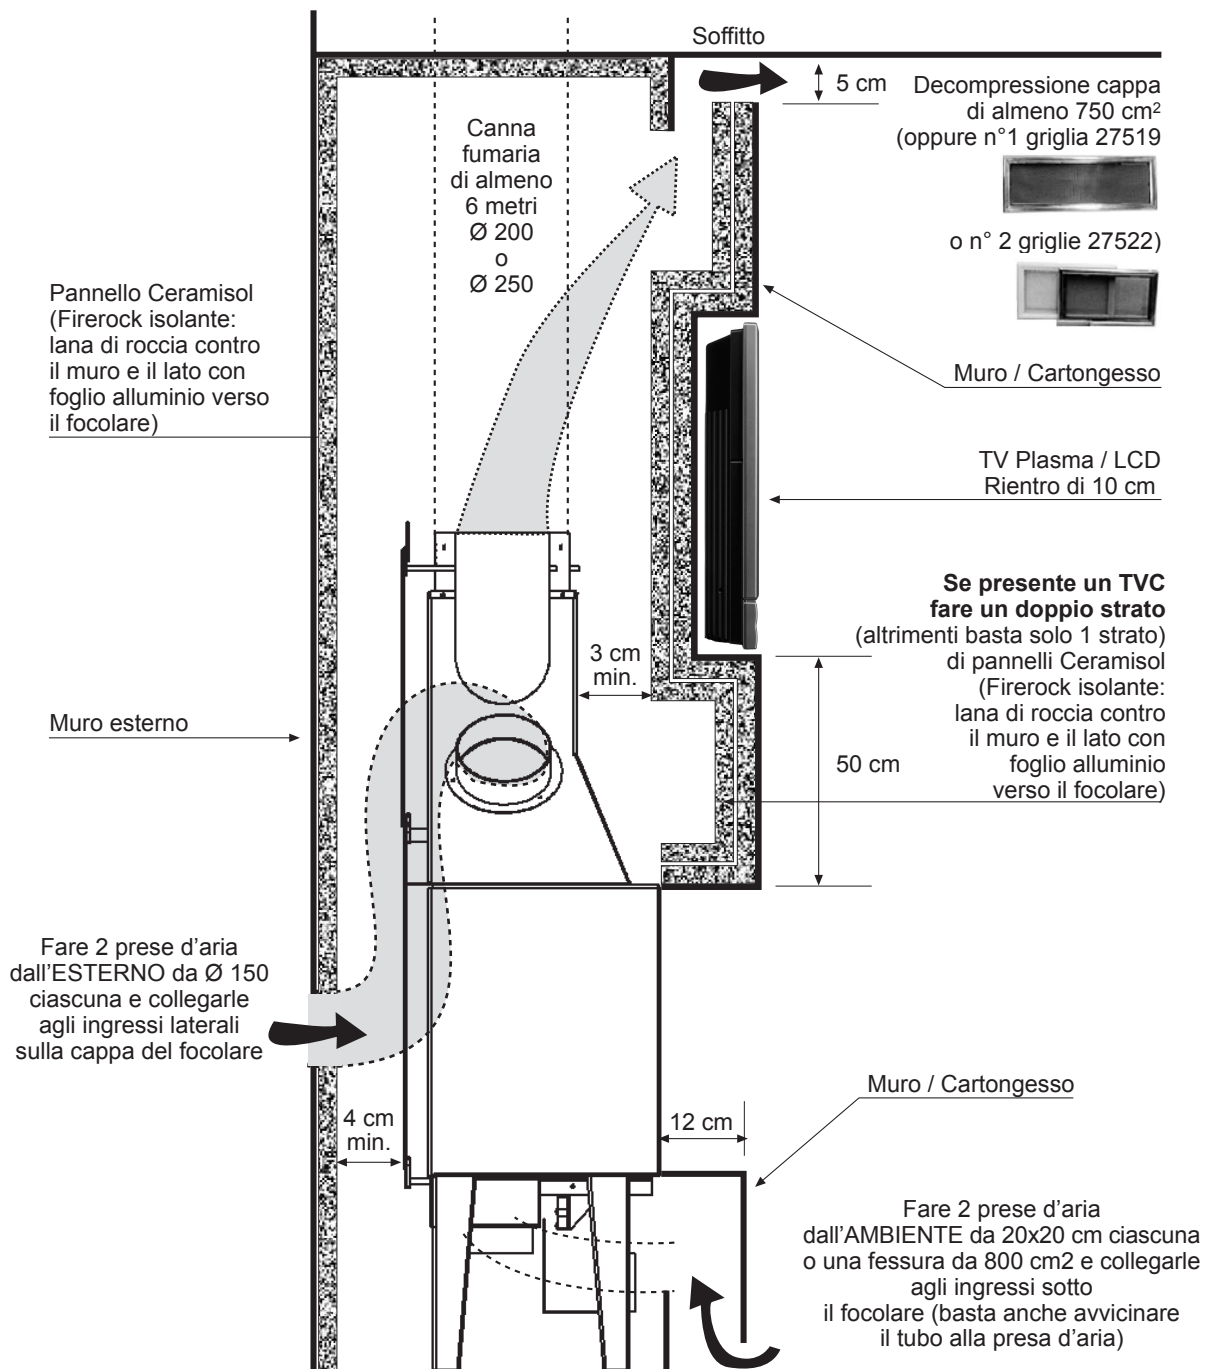 Soffitto
5 cm
Decompressione cappa
di almeno 750 cm²
(oppure n°1 griglia 27519
o n° 2 griglie 27522)
Canna
fumaria
di almeno
6 metri
Ø 200
o
Ø 250
Pannello Ceramisol
(Firerock isolante:
lana di roccia contro
il muro e il lato con
foglio alluminio verso
il focolare)
Muro / Cartongesso
TV Plasma / LCD
Rientro di 10 cm
Se presente un TVC
fare un doppio strato
(altrimenti basta solo 1 strato)
di pannelli Ceramisol
(Firerock isolante:
lana di roccia contro
il muro e il lato con
foglio alluminio
verso il focolare)
3 cm
min.
Muro esterno
50 cm
Fare 2 prese d’aria
dall’ESTERNO da Ø 150
ciascuna e collegarle
agli ingressi laterali
sulla cappa del focolare
4 cm
min.
12 cm
Muro / Cartongesso
Fare 2 prese d’aria
dall’AMBIENTE da 20x20 cm ciascuna
o una fessura da 800 cm2 e collegarle
agli ingressi sotto
il focolare (basta anche avvicinare
il tubo alla presa d’aria)